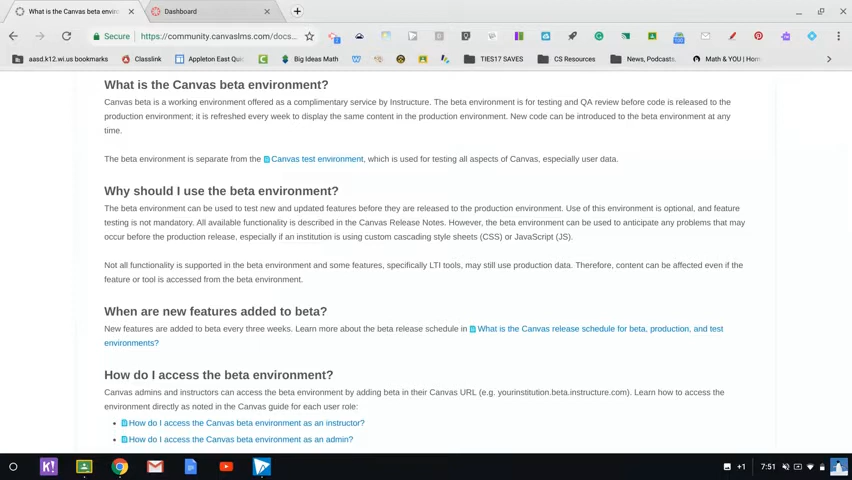 What is the Canvas beta enviror
Dashboard
Secure
https://community.canvaslms.com/docs...
aasd.k12.wi.us bookmarks
Classlink
Appleton East Quic
Big Ideas Math
TIES17 SAVES
CS Resources
News, Podcasts,
Math & YOU | Hom
What is the Canvas beta environment?
Canvas beta is a working environment offered as a complimentary service by Instructure. The beta environment is for testing and QA review before code is released to the
production environment; it is refreshed every week to display the same content in the production environment. New code can be introduced to the beta environment at any
time.
The beta environment is separate from the Canvas test environment, which is used for testing all aspects of Canvas, especially user data.
Why should I use the beta environment?
The beta environment can be used to test new and updated features before they are released to the production environment. Use of this environment is optional, and feature
testing is not mandatory. All available functionality is described in the Canvas Release Notes. However, the beta environment can be used to anticipate any problems that may
occur before the production release, especially if an institution is using custom cascading style sheets (CSS) or JavaScript (JS).
Not all functionality is supported in the beta environment and some features, specifically LTI tools, may still use production data. Therefore, content can be affected even if the
feature or tool is accessed from the beta environment.
When are new features added to beta?
New features are added to beta every three weeks. Learn more about the beta release schedule in What is the Canvas release schedule for beta, production, and test
environments?
How do I access the beta environment?
Canvas admins and instructors can access the beta environment by adding beta in their Canvas URL (e.g. yourinstitution.beta.instructure.com). Learn how to access the
environment directly as noted in the Canvas guide for each user role:
How do I access the Canvas beta environment as an instructor?
How do I access the Canvas beta environment as an admin?
K!
+1
7:51